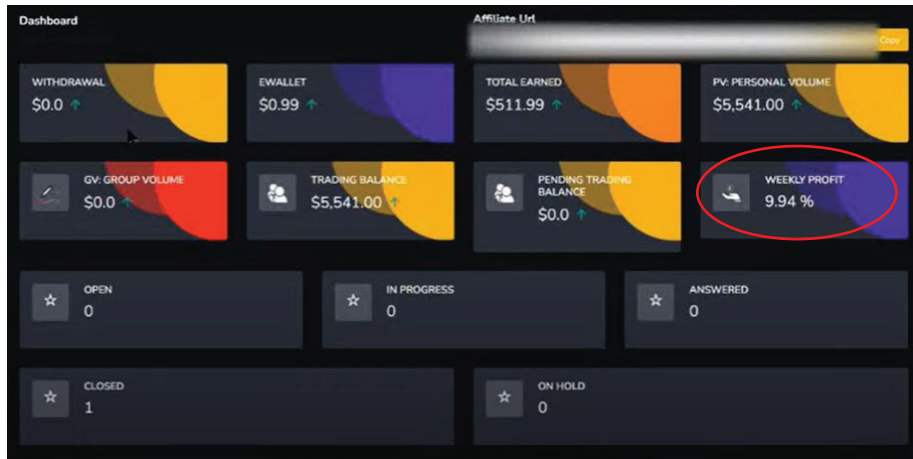 Dashboard
Affiliate Url
Copy
WITHDRAWAL
$0.0
EWALLET
$0.99
TOTAL EARNED
$511.99
PV: PERSONAL VOLUME
$5,541.00
GV: GROUP VOLUME
$0.0
TRADING BALANCE
$5,541.00
PENDING TRADING
BALANCE
$0.0
WEEKLY PROFIT
9.94 %
OPEN
0
IN PROGRESS
0
ANSWERED
0
CLOSED
1
ON HOLD
0